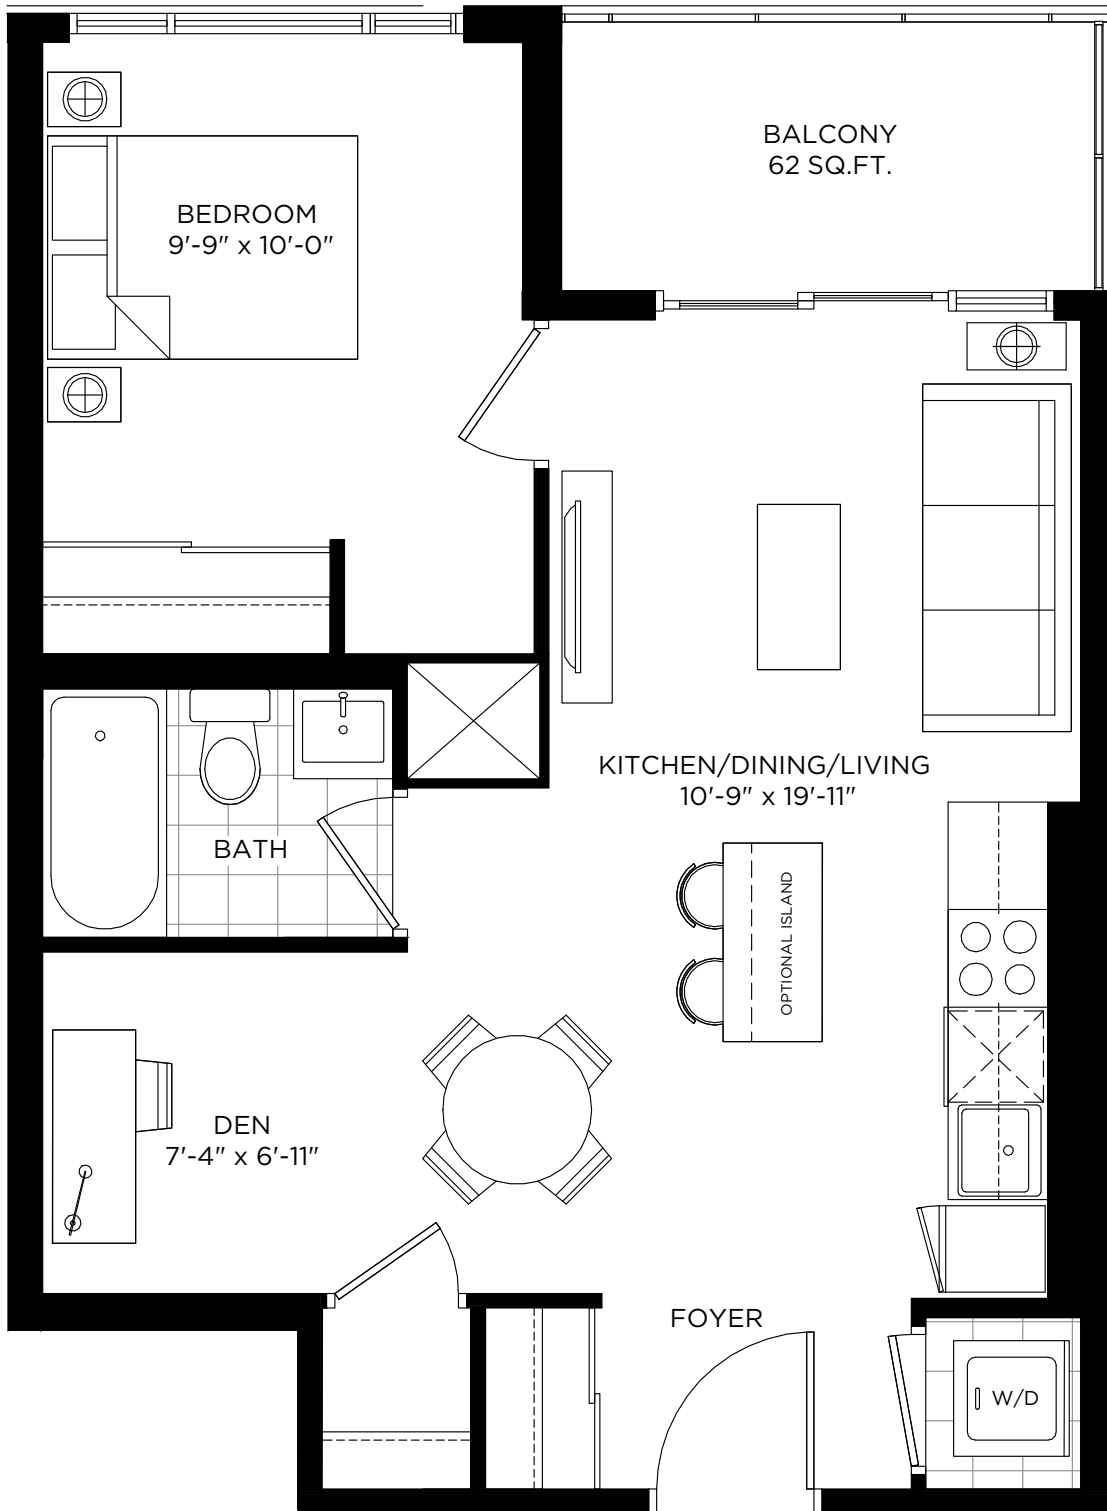 BALCONY
62 SQ.FT.
BEDROOM
9'-9" x 10'-0"
KITCHEN/DINING/LIVING
10'-9" x 19'-11"
BATH
OPTIONAL ISLAND
DEN
7'-4" x 6'-11"
FOYER
W/D